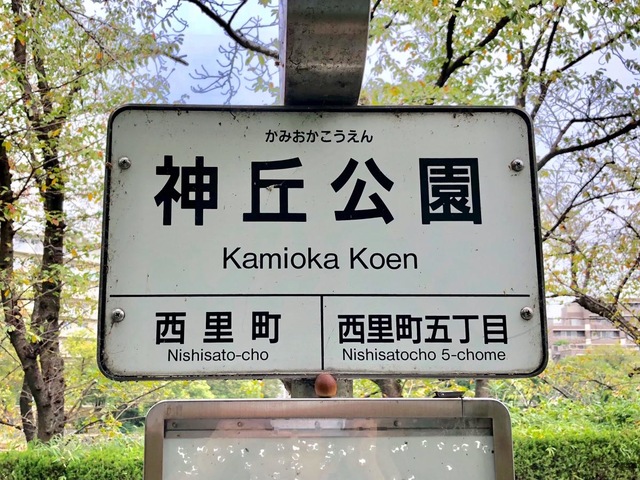 かみおかこうえん
神丘公園
Kamioka Koen
西里町
Nishisato-cho
西里町五丁目
Nishisatocho 5-chome